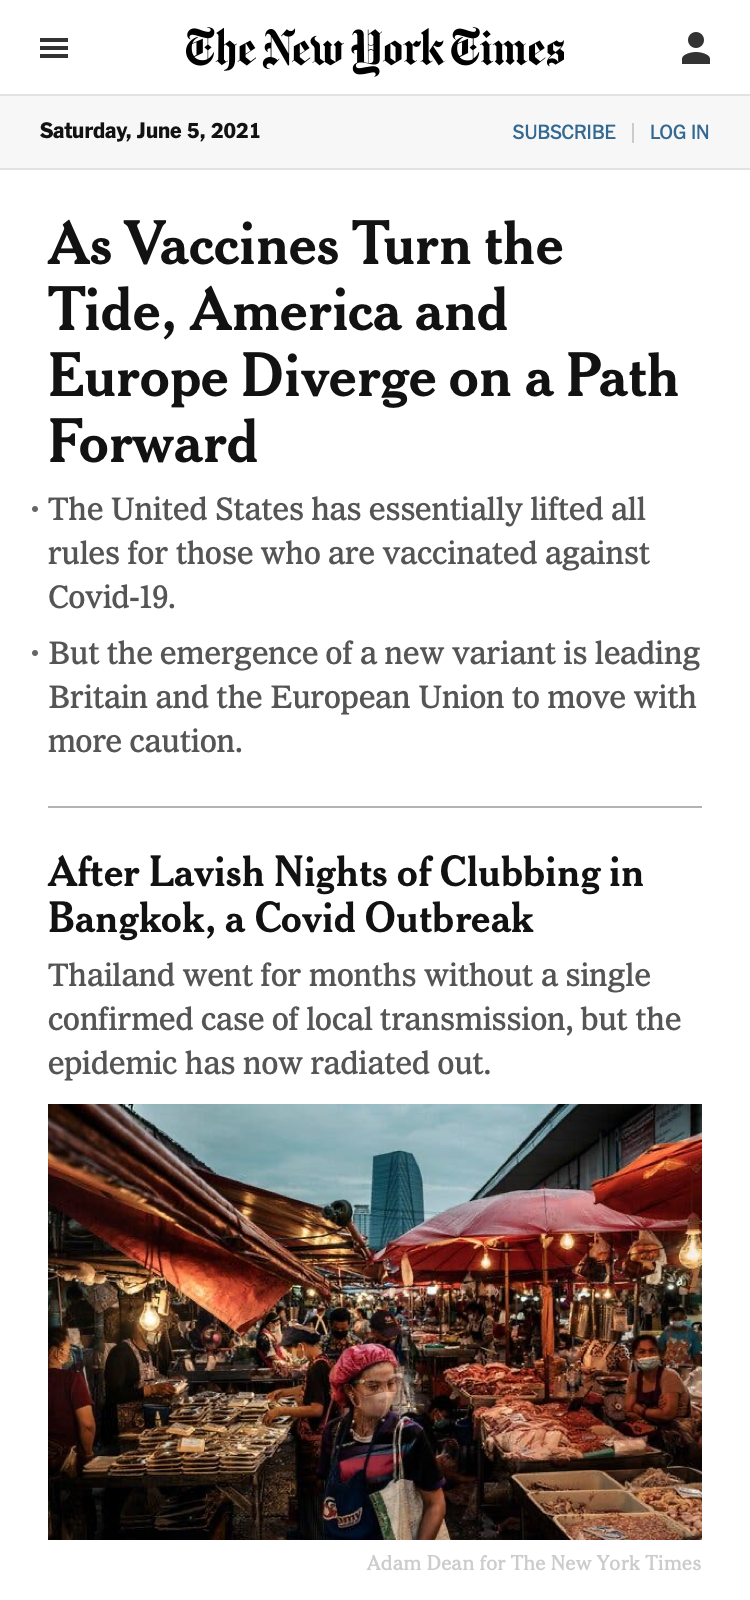 The New York Times
Saturday, June 5, 2021
SUBSCRIBE | LOG IN
As Vaccines Turn the
Tide, America and
Europe Diverge on a Path
Forward
• The United States has essentially lifted all
rules for those who are vaccinated against
Covid-19.
• But the emergence of a new variant is leading
Britain and the European Union to move with
more caution.
After Lavish Nights of Clubbing in
Bangkok, a Covid Outbreak
Thailand went for months without a single
confirmed case of local transmission, but the
epidemic has now radiated out.
Adam Dean for The New York Times